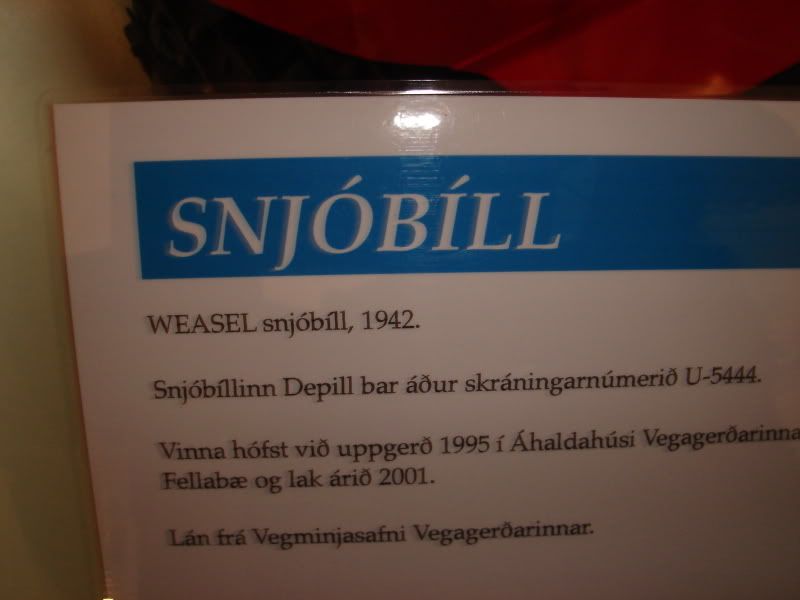 SNJÓBÍLL
WEASEL snjóbíll, 1942.
Snjóbíllinn Depill bar áður skráningarnúmerið U-5444.
Vinna hófst við uppgerð 1995 í Áhaldahúsi Vegagerðarinna
Fellabæ og lak árið 2001.
Lán frá Vegminjasafni Vegagerðarinnar.